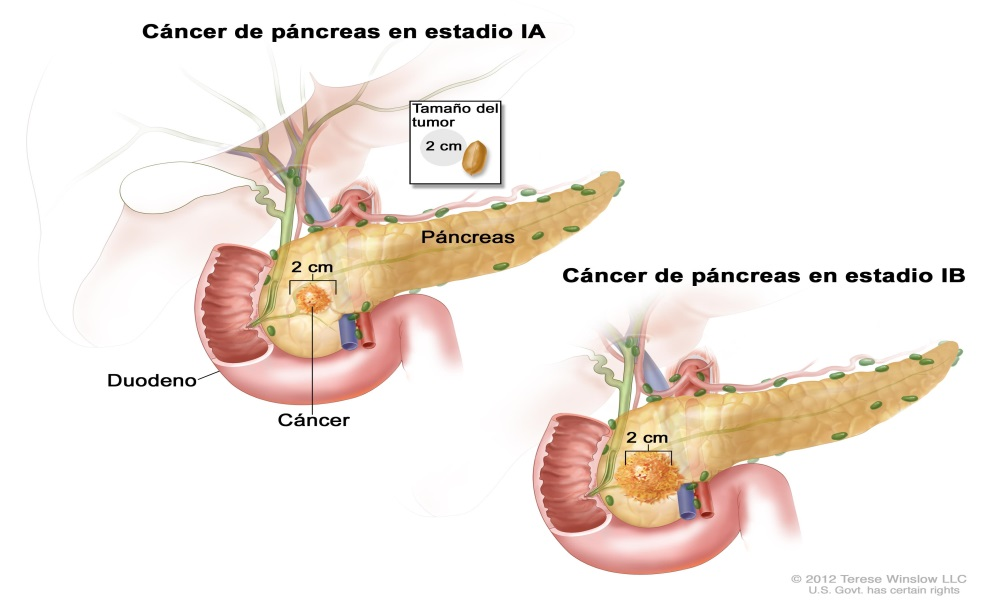 Cáncer de páncreas en estadio IA
Tamaño del
tumor
2 cm
Páncreas
2 cm
Duodeno
Cáncer
Cáncer de páncreas en estadio IB
2 cm
© 2012 Terese Winslow LLC
U.S. Govt. has certain rights